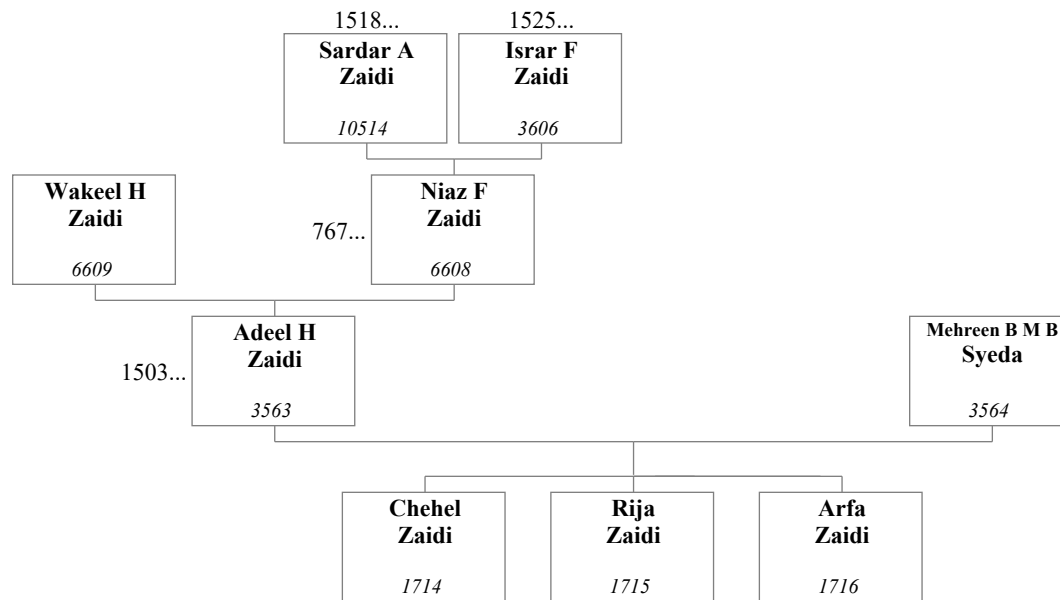 1518...
1525...
Sardar A
Zaidi
10514
Israr F
Zaidi
3606
Wakeel H
Zaidi
6609
767...
Niaz F
Zaidi
6608
1503...
Adeel H
Zaidi
3563
Mehreen B M B
Syeda
3564
Chehel
Zaidi
1714
Rija
Zaidi
1715
Arfa
Zaidi
1716